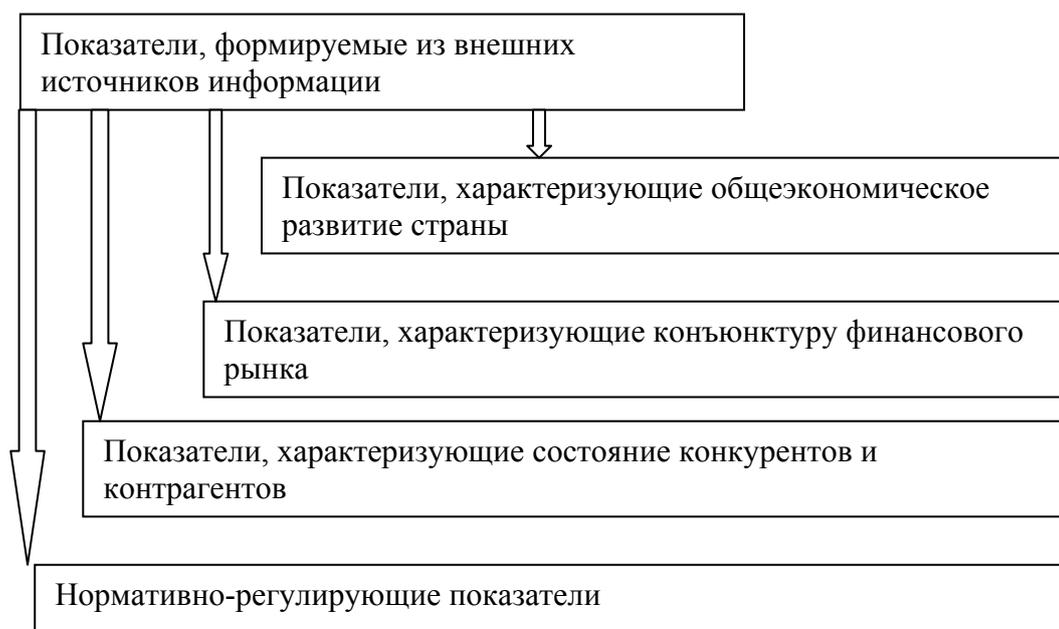 Показатели, формируемые из внешних
источников информации
Показатели, характеризующие общеэкономическое
развитие страны
Показатели, характеризующие конъюнктуру финансового
рынка
Показатели, характеризующие состояние конкурентов и
контрагентов
Нормативно-регулирующие показатели